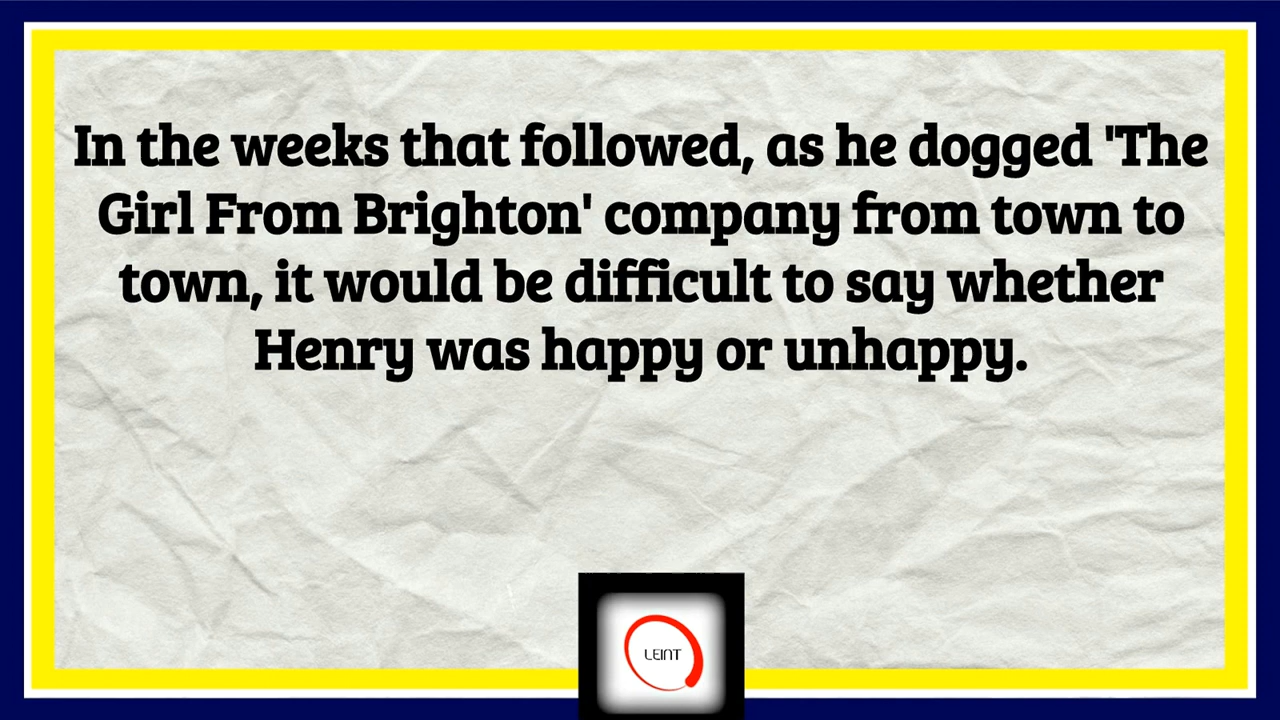 In the weeks that followed, as he dogged 'The
Girl From Brighton' company from town to
town, it would be difficult to say whether
Henry was happy or unhappy.
LEINT